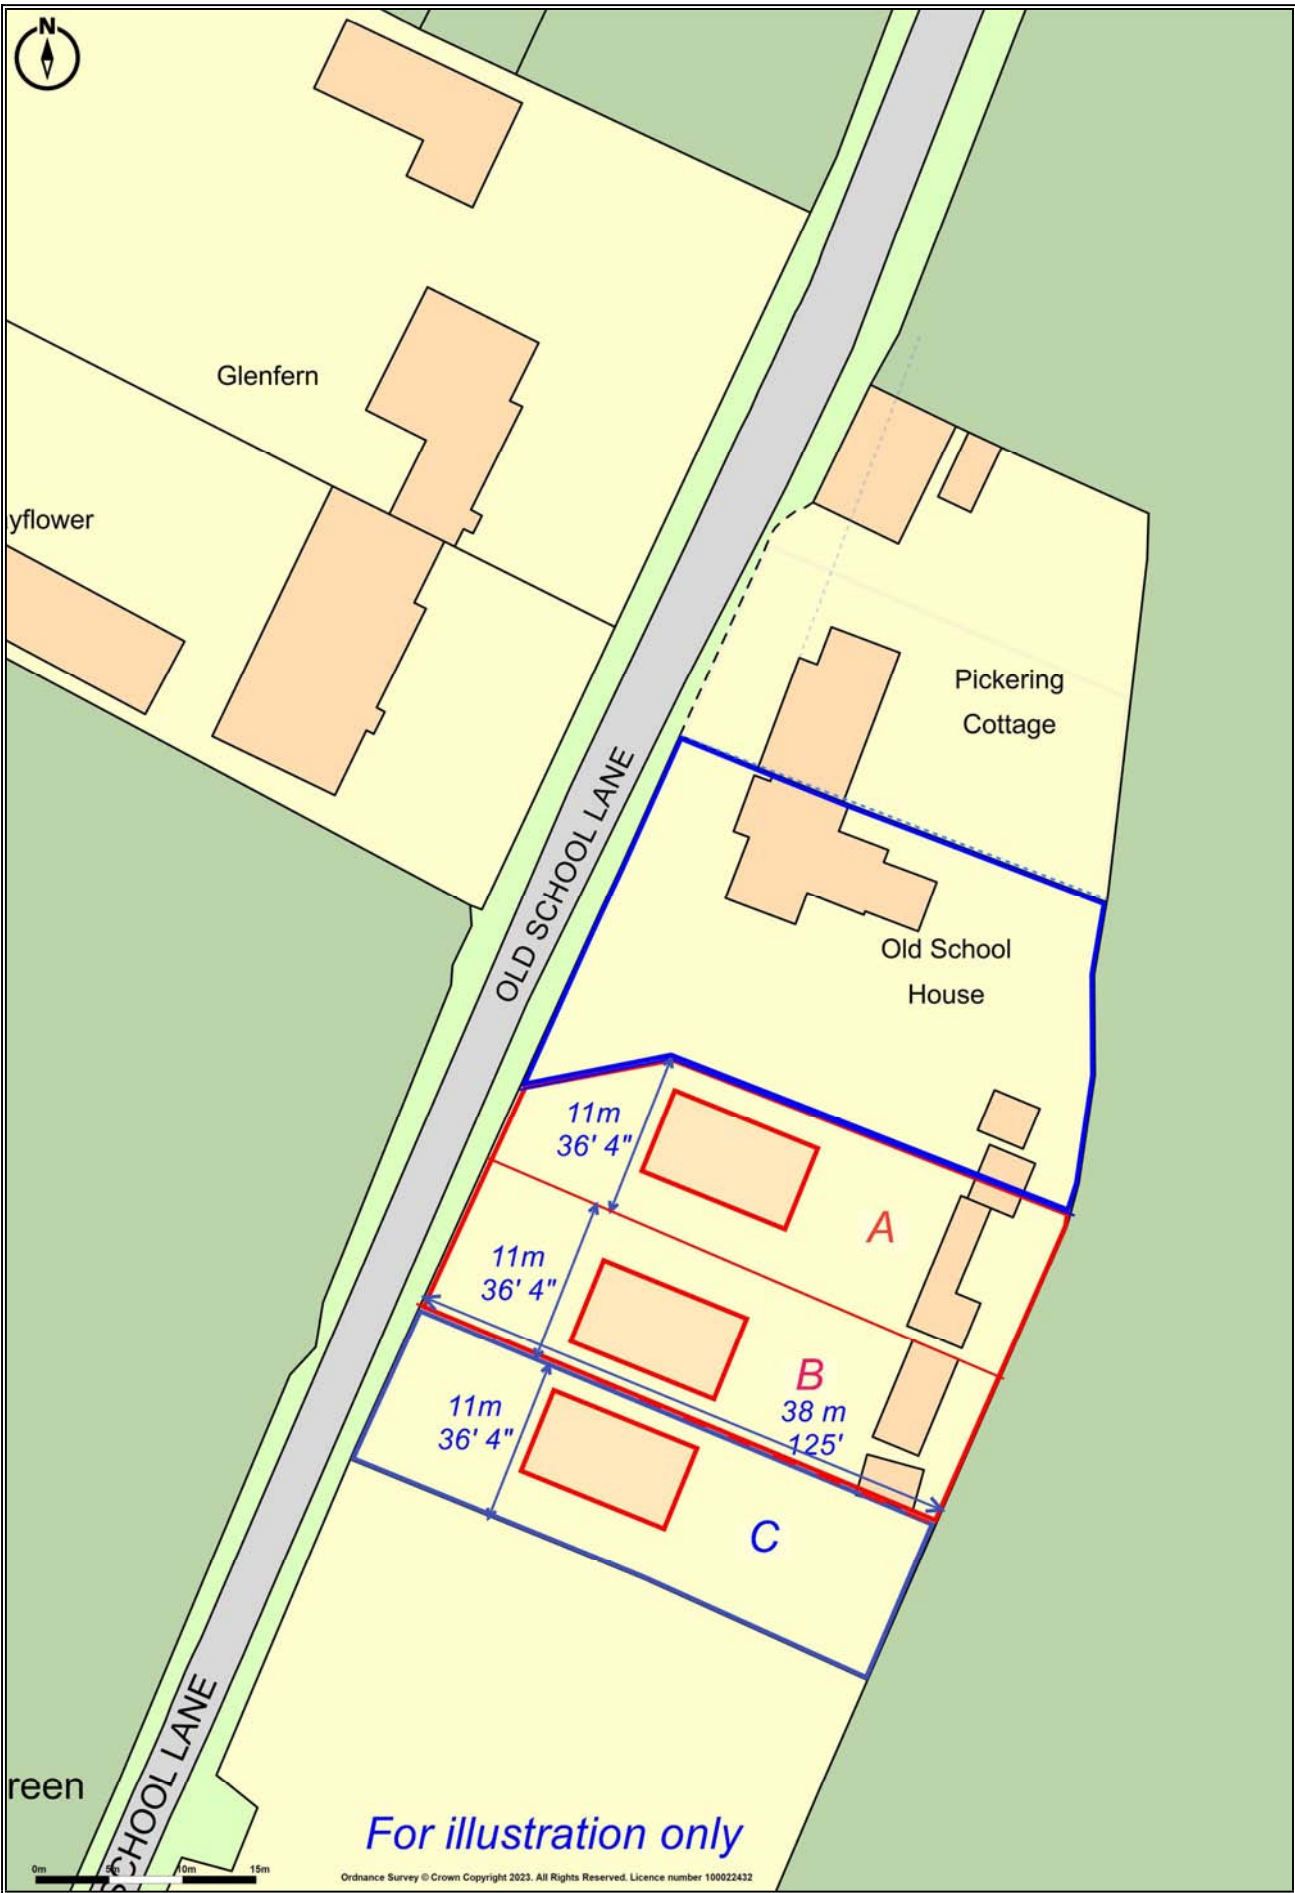 N
Glenfern
yflower
Pickering
Cottage
OLD SCHOOL LANE
Old School
House
11m
36' 4"
A
11m
36' 4"
B
38 m
125'
11m
36' 4"
C
SCHOOL LANE
reen
For illustration only
0m 5m 10m 15m
Ordnance Survey © Crown Copyright 2023. All Rights Reserved. Licence number 100022432